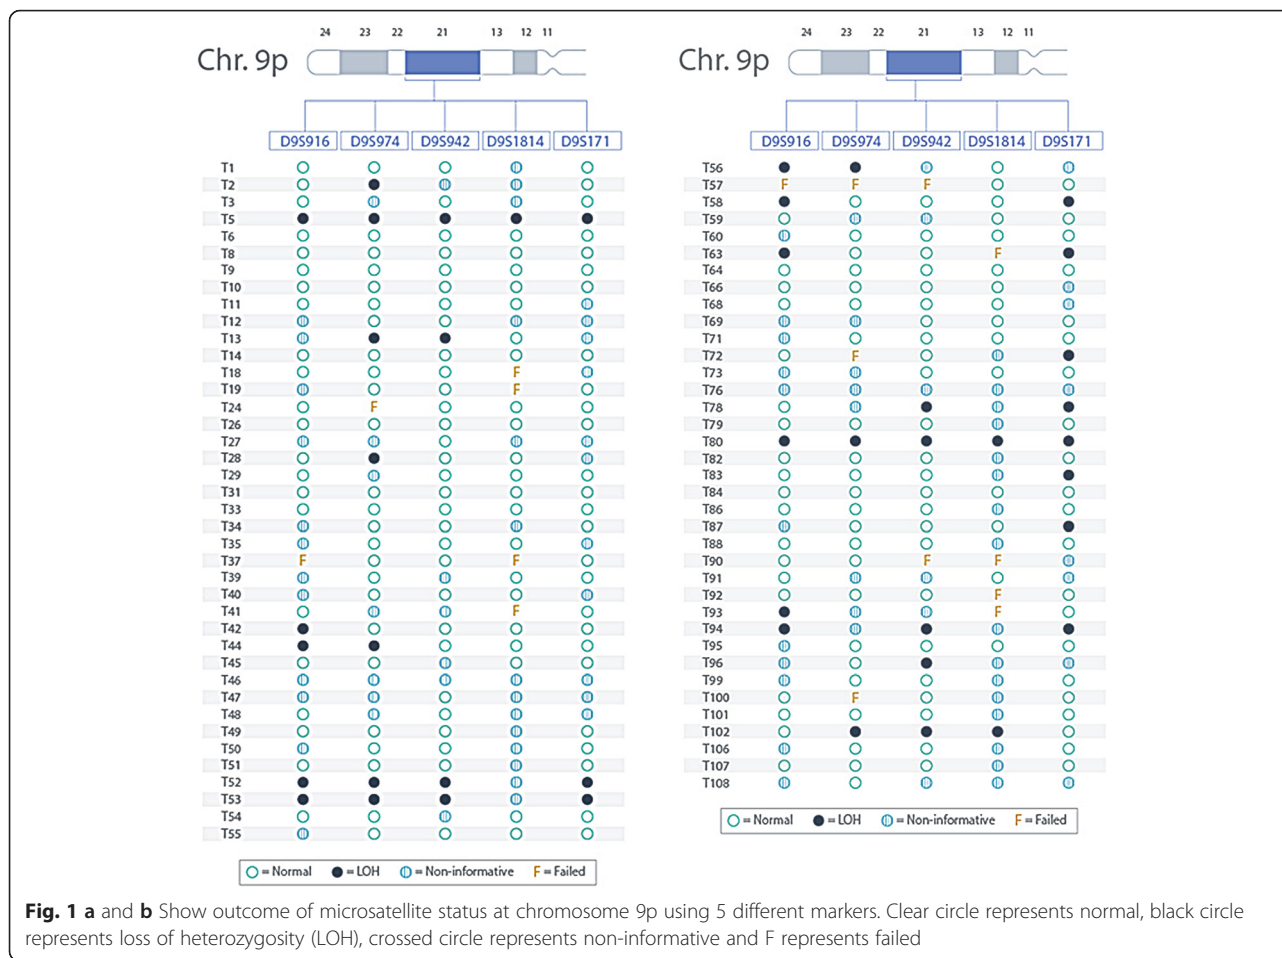 24 23 22 21 13 12 11
Chr. 9p
D9S916 D9S974 D9S942 D9S1814 D9S171
T1
T2
T3
T5
T6
T8
T9
T10
T11
T12
T13
T14
T18 F
T19 F
T24 F
T26
T27
T28
T29
T31
T33
T34
T35
T37 F F
T39
T40
T41 F
T42
T44
T45
T46
T47
T48
T49
T50
T51
T52
T53
T54
T55
= Normal = LOH = Non-informative F = Failed
24 23 22 21 13 12 11
Chr. 9p
D9S916 D9S974 D9S942 D9S1814 D9S171
T56
T57 F F F
T58
T59
T60
T63 F
T64
T66
T68
T69
T71
T72 F
T73
T76
T78
T79
T80
T82
T83
T84
T86
T87
T88
T90 F F
T91
T92 F
T93 F
T94
T95
T96
T99
T100 F
T101
T102
T106
T107
T108
= Normal = LOH = Non-informative F = Failed
Fig. 1 a and b Show outcome of microsatellite status at chromosome 9p using 5 different markers. Clear circle represents normal, black circle
represents loss of heterozygosity (LOH), crossed circle represents non-informative and F represents failed